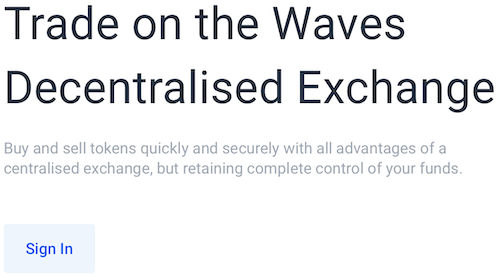 Trade on the Waves
Decentralised Exchange
Buy and sell tokens quickly and securely with all advantages of a
centralised exchange, but retaining complete control of your funds.
Sign In